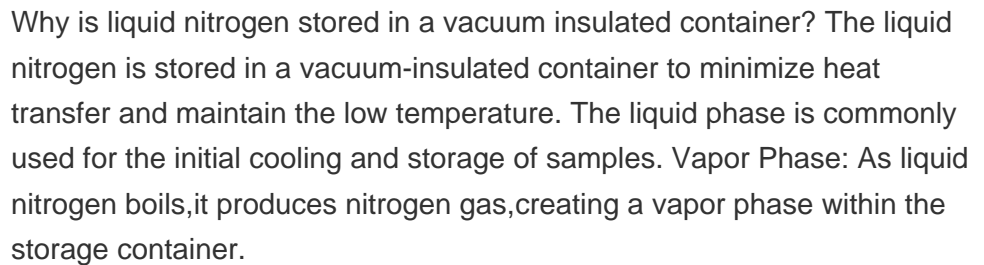 Why is liquid nitrogen stored in a vacuum insulated container? The liquid
nitrogen is stored in a vacuum-insulated container to minimize heat
transfer and maintain the low temperature. The liquid phase is commonly
used for the initial cooling and storage of samples. Vapor Phase: As liquid
nitrogen boils,it produces nitrogen gas,creating a vapor phase within the
storage container.